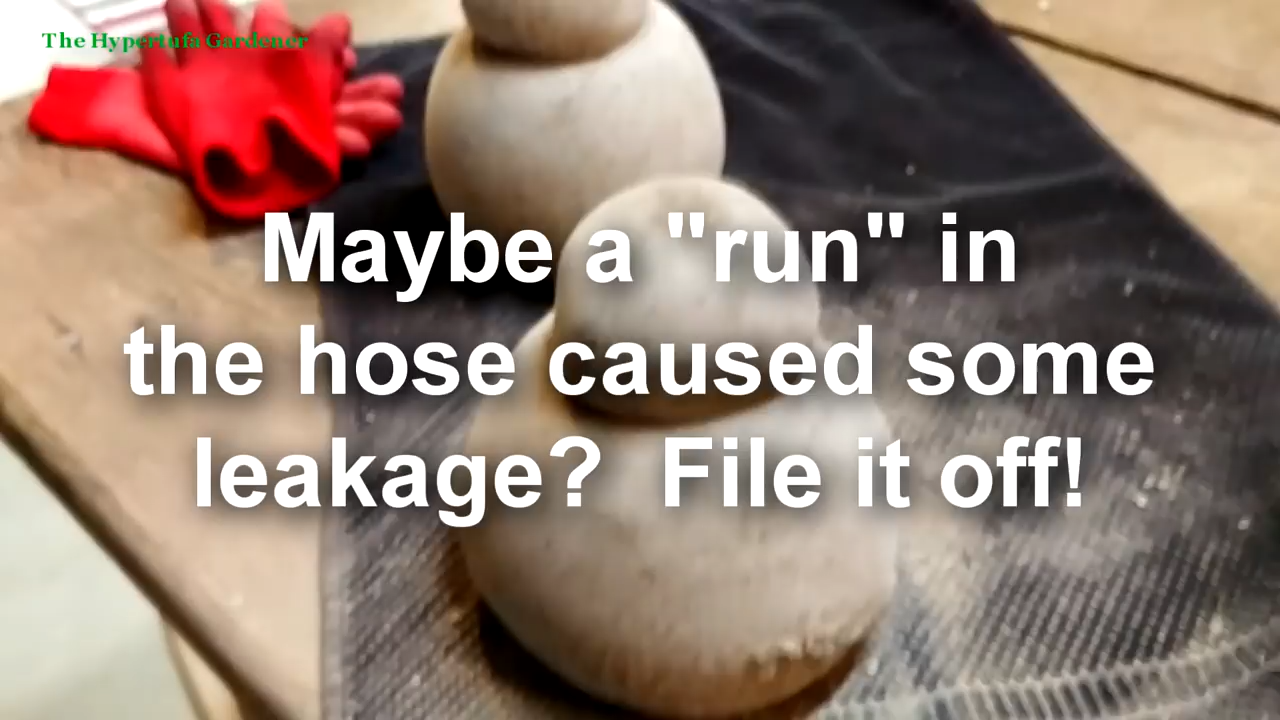 The Hypertufa Gardener
Maybe a "run" in
the hose caused some
leakage?  File it off!